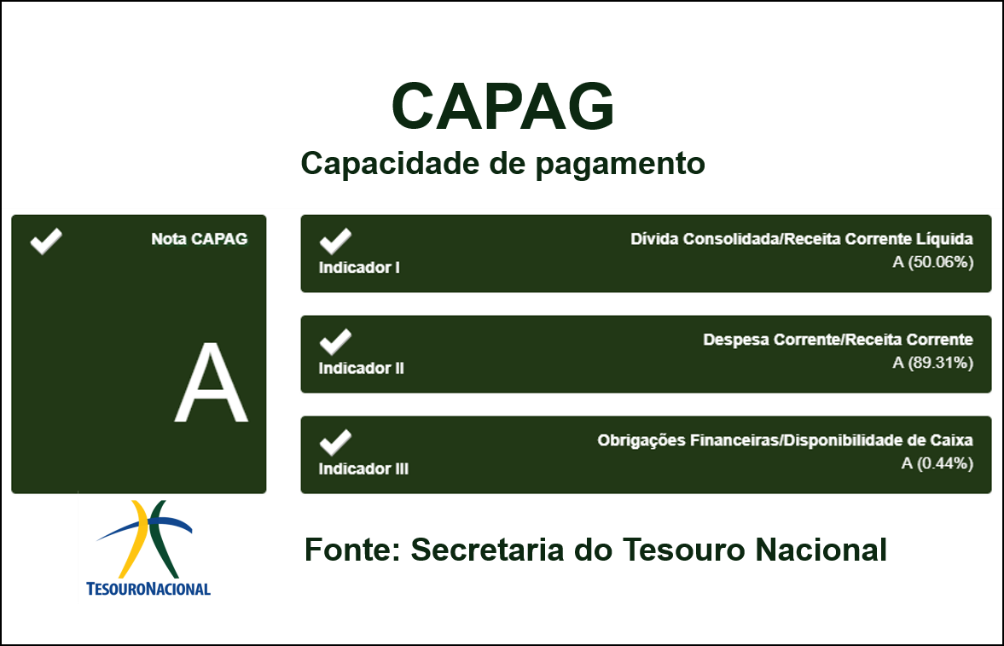 CAPAG
Capacidade de pagamento
Nota CAPAG
A
Indicador I
Dívida Consolidada/Receita Corrente Líquida
A (50.06%)
Indicador II
Despesa Corrente/Receita Corrente
A (89.31%)
Indicador III
Obrigações Financeiras/Disponibilidade de Caixa
A (0.44%)
TESOURONACIONAL
Fonte: Secretaria do Tesouro Nacional